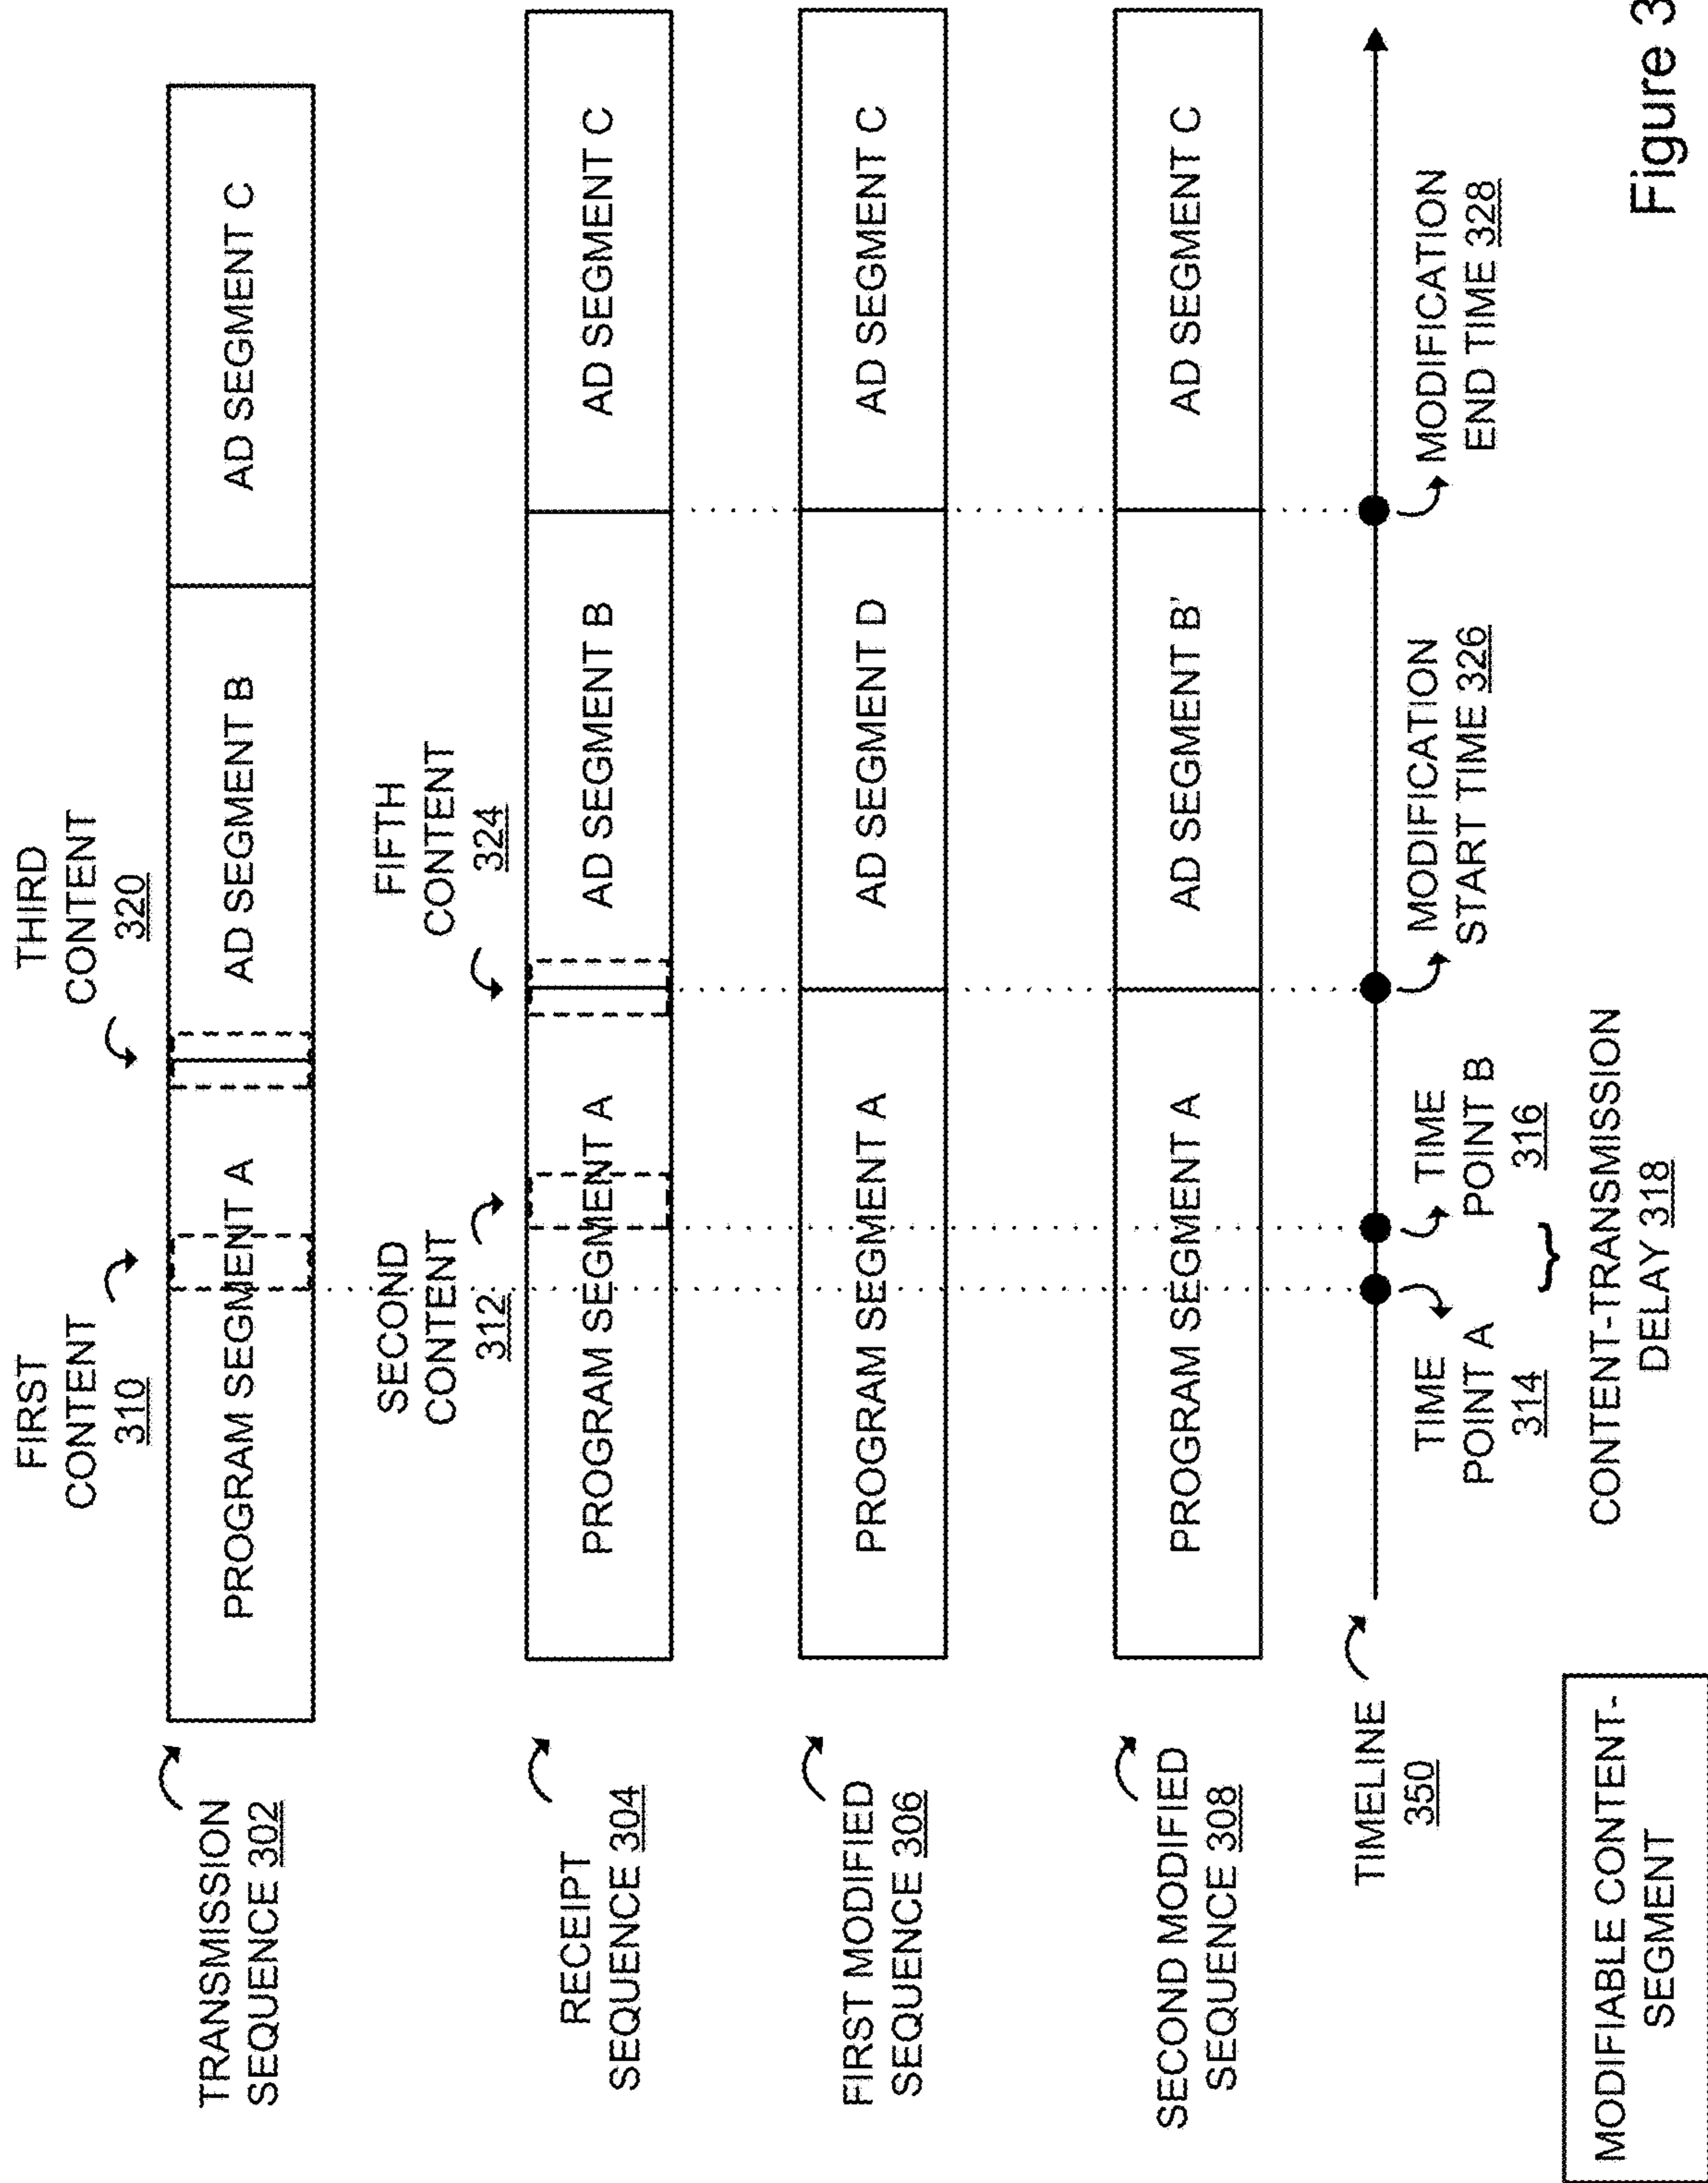 FIRST
CONTENT
310
THIRD
CONTENT
320
TRANSMISSION
SEQUENCE 302
PROGRAM SEGMENT A
AD SEGMENT B
AD SEGMENT C
SECOND
CONTENT
312
FIFTH
CONTENT
324
RECEIPT
SEQUENCE 304
PROGRAM SEGMENT A
AD SEGMENT B
AD SEGMENT C
FIRST MODIFIED
SEQUENCE 306
PROGRAM SEGMENT A
AD SEGMENT D
AD SEGMENT C
SECOND MODIFIED
SEQUENCE 308
PROGRAM SEGMENT A
AD SEGMENT B'
AD SEGMENT C
TIMELINE
350
TIME
POINT A
314
TIME
POINT B
316
MODIFICATION
START TIME 326
MODIFICATION
END TIME 328
CONTENT-TRANSMISSION
DELAY 318
MODIFIABLE CONTENT-
SEGMENT
Figure 3